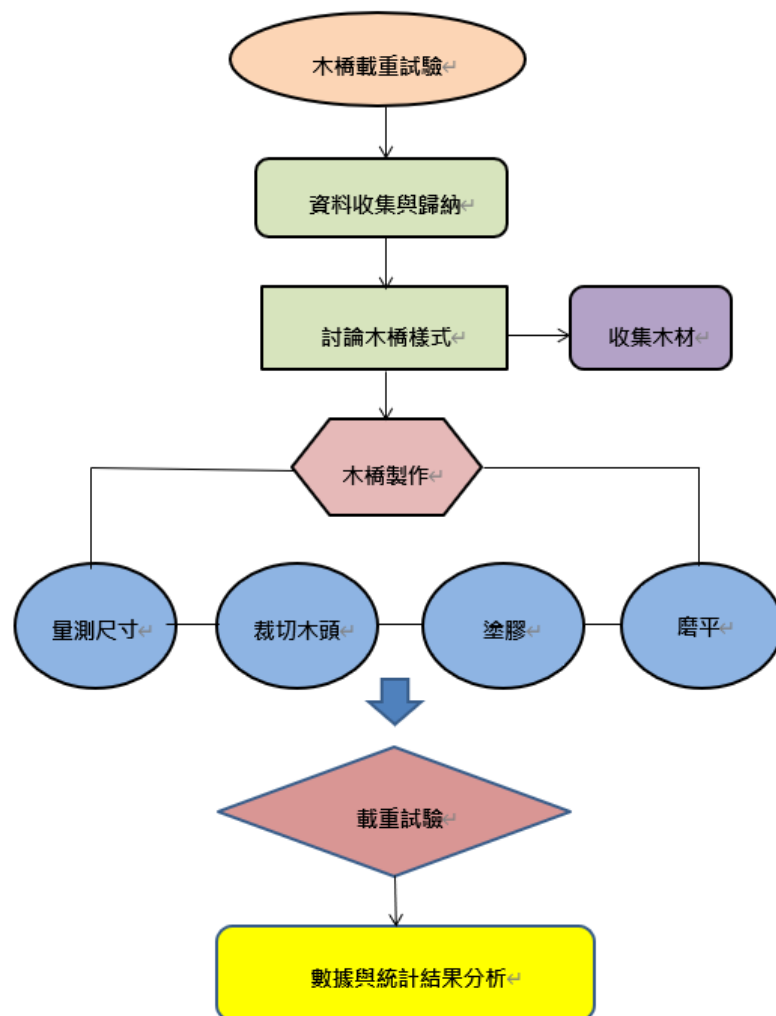 木橋載重試驗
資料收集與歸納
討論木橋樣式
收集木材
木橋製作
量測尺寸
裁切木頭
塗膠
磨平
載重試驗
數據與統計結果分析